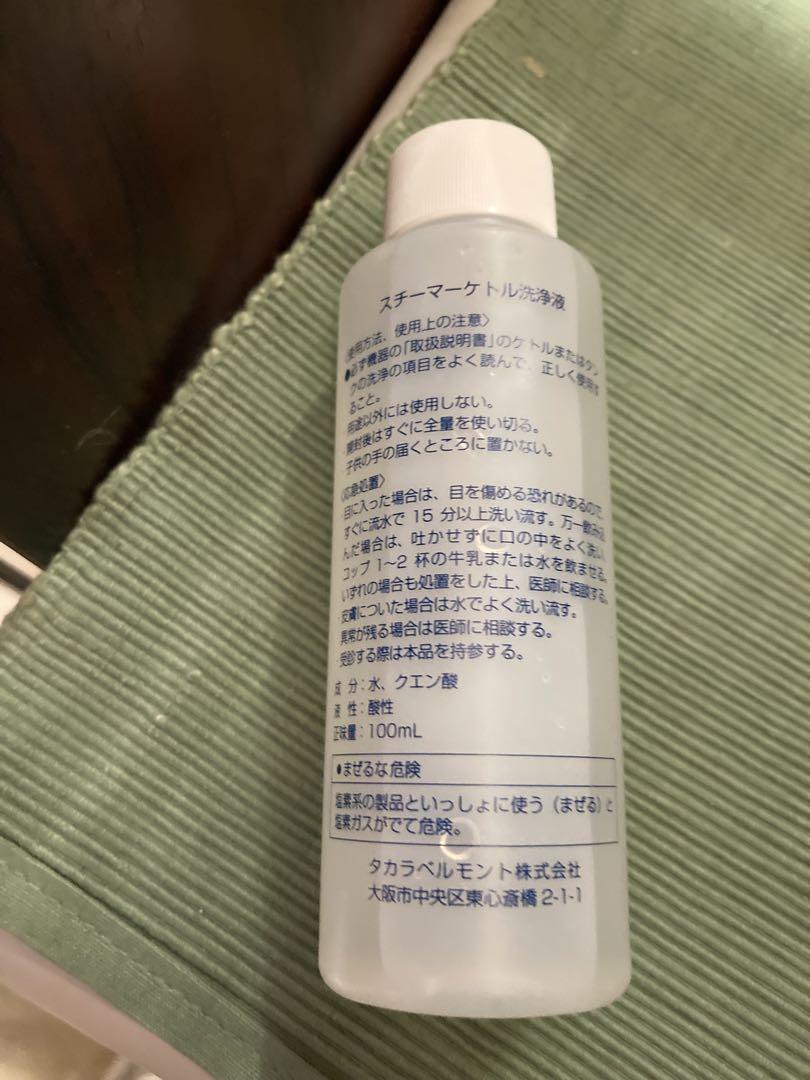 スチーマーケトル洗浄液
〈使用方法、使用上の注意〉
●必ず機器の「取扱説明書」のケトルまたはタン
クの洗浄の項目をよく読んで、正しく使用す
ること。
・用途以外には使用しない。
・開封後はすぐに全量を使い切る。
・子供の手の届くところに置かない。
〈応急処置〉
・目に入った場合は、目を傷める恐れがあるので、
すぐに流水で 15 分以上洗い流す。万一飲み込
んだ場合は、吐かせずに口の中をよく洗い、
コップ 1~2 杯の牛乳または水を飲ませる。
いずれの場合も処置をした上、医師に相談する。
・皮膚についた場合は水でよく洗い流す。
異常が残る場合は医師に相談する。
・受診する際は本品を持参する。
成 分:水、クエン酸
液 性:酸性
正味量:100mL
●まぜるな危険
塩素系の製品といっしょに使う(まぜる)と
塩素ガスがでて危険。
タカラベルモント株式会社
大阪市中央区東心斎橋2-1-1